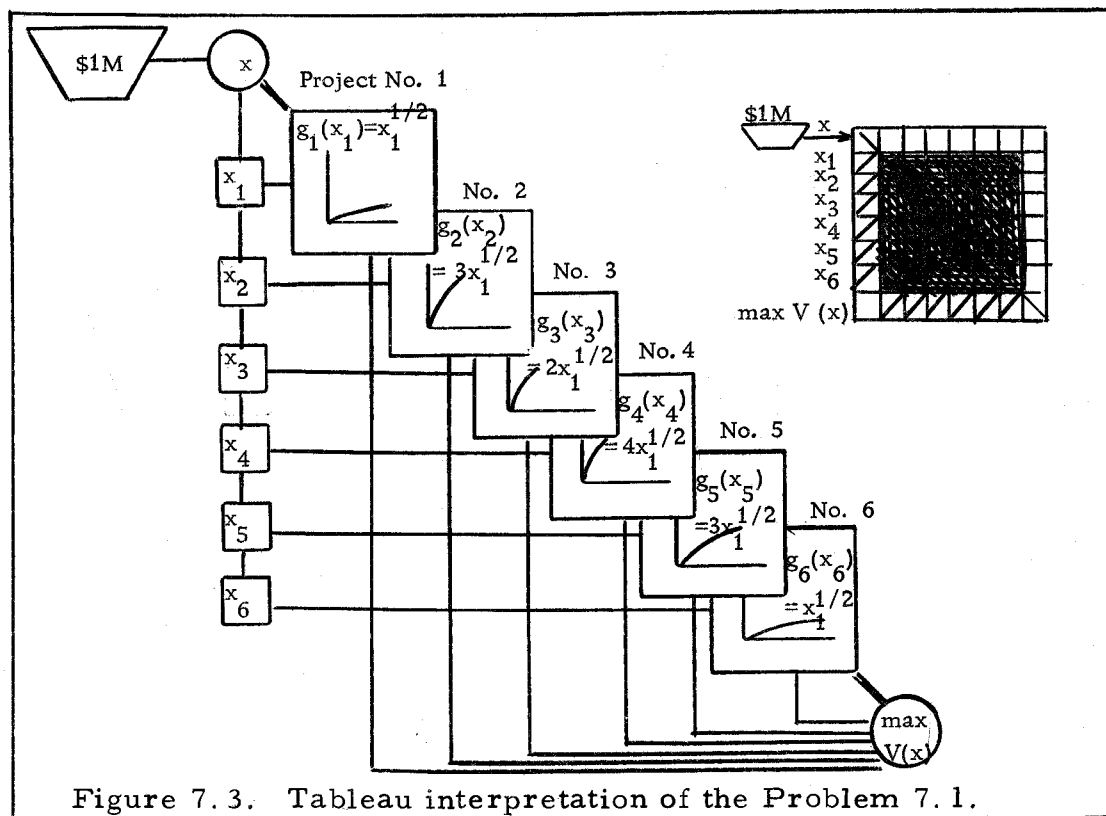 $1M
x
Project No. 1
g₁(x₁)=x₁^1/2
x₁
No. 2
g₂(x₂)
= 3x₁^1/2
x₂
No. 3
g₃(x₃)
=2x₁^1/2
x₃
No. 4
g₄(x₄)
= 4x₁^1/2
x₄
No. 5
g₅(x₅)
=3x₁^1/2
x₅
No. 6
g₆(x₆)
=x₁^1/2
x₆
max
V(x)
$1M
x
x₁
x₂
x₃
x₄
x₅
x₆
max V (x)
Figure 7.3. Tableau interpretation of the Problem 7.1.